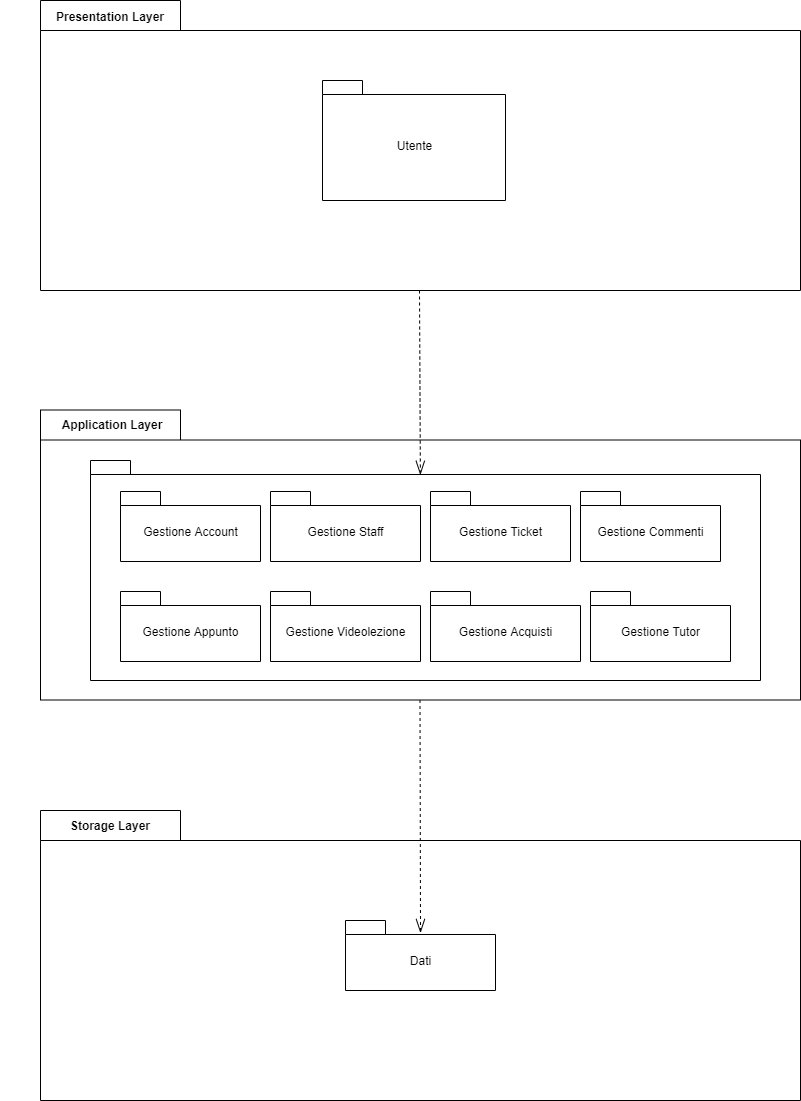 Presentation Layer
Utente
Application Layer
Gestione Account
Gestione Staff
Gestione Ticket
Gestione Commenti
Gestione Appunto
Gestione Videolezione
Gestione Acquisti
Gestione Tutor
Storage Layer
Dati